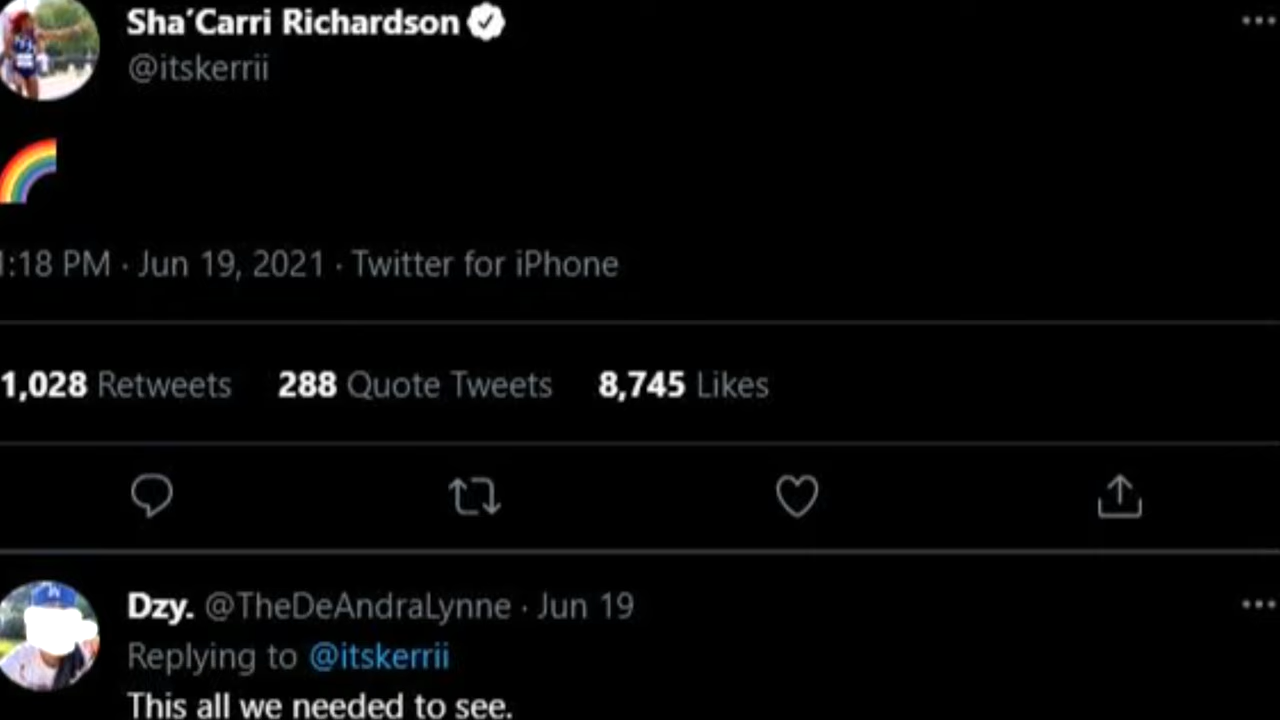 Sha´Carri Richardson
@itskerrii
🌈
1:18 PM · Jun 19, 2021 · Twitter for iPhone
1,028 Retweets 288 Quote Tweets 8,745 Likes
Dzy. @TheDeAndraLynne · Jun 19
Replying to @itskerrii
This all we needed to see.